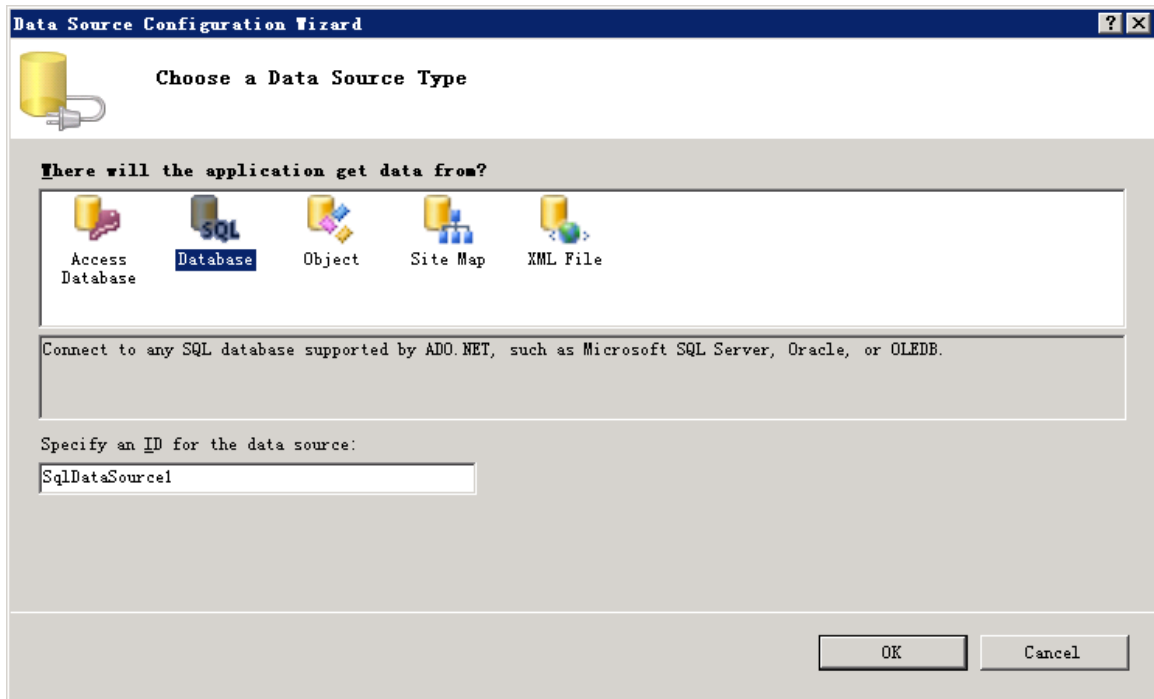 Data Source Configuration Wizard
Choose a Data Source Type
Where will the application get data from?
SQL
Access Database
Database
Object
Site Map
XML File
Connect to any SQL database supported by ADO.NET, such as Microsoft SQL Server, Oracle, or OLEDB.
Specify an ID for the data source:
SqlDataSource1
OK
Cancel